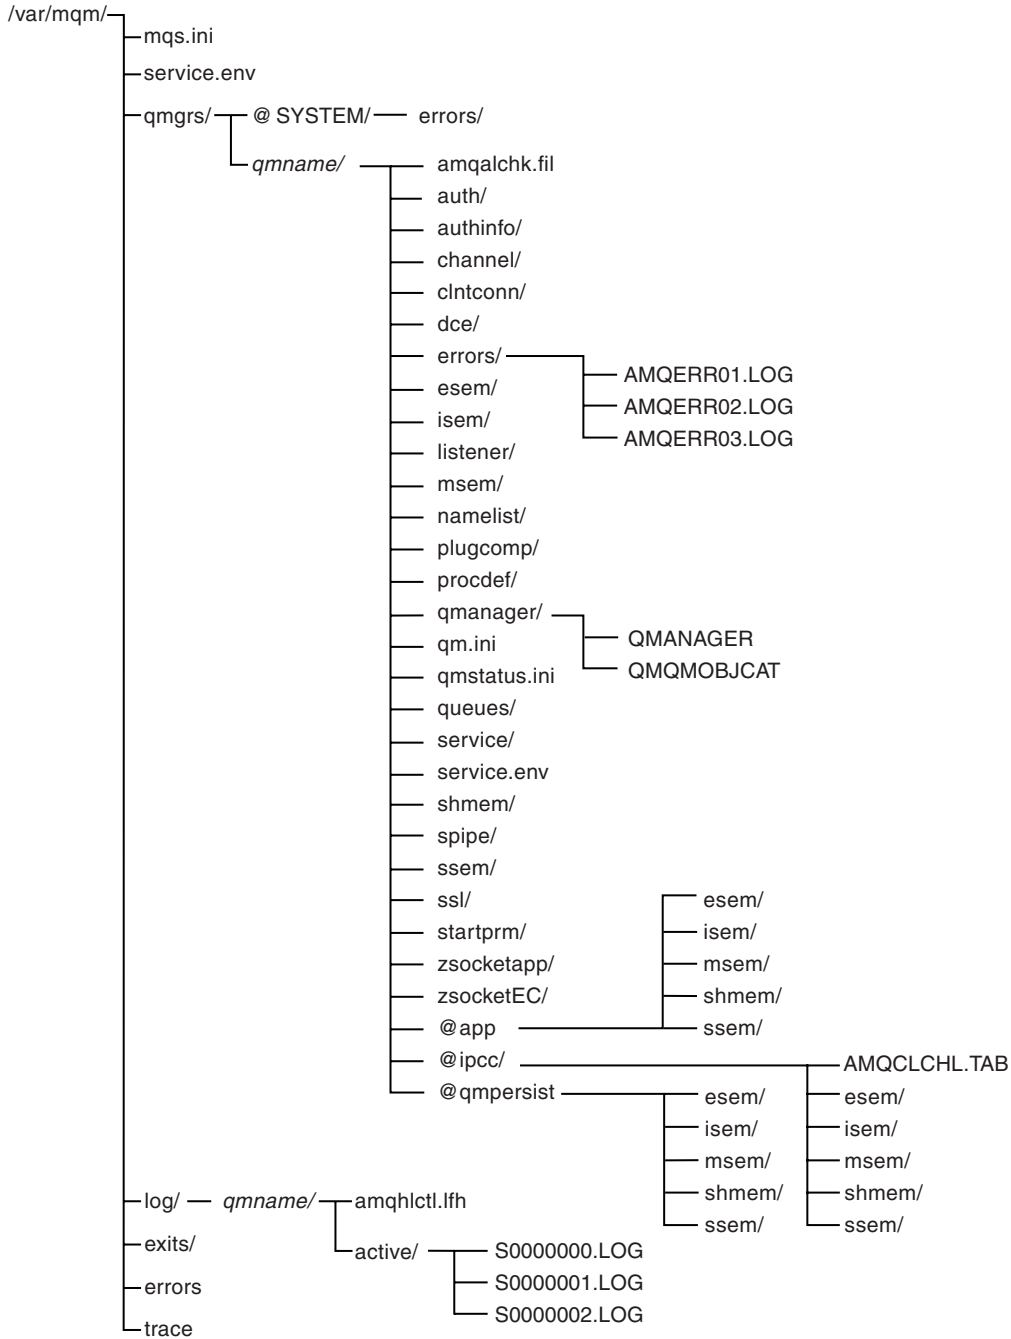 /var/mqm/
mqs.ini
service.env
qmgrs/ @ SYSTEM/ errors/
qmname/ amqalchk.fil
auth/
authinfo/
channel/
clntconn/
dce/
errors/
AMQERR01.LOG
esem/
AMQERR02.LOG
isem/
AMQERR03.LOG
listener/
msem/
namelist/
plugcomp/
procdef/
qmanager/
QMANAGER
qm.ini
QMQMOBJCAT
qmstatus.ini
queues/
service/
service.env
shmem/
spipe/
ssem/
ssl/ esem/
startprm/ isem/
zsocketapp/ msem/
zsocketEC/ shmem/
@app ssem/
@ipcc/ AMQCLCHL.TAB
@qmpersist esem/ esem/
isem/ isem/
msem/ msem/
shmem/ shmem/
log/ qmname/ amqhlctl.lfh
ssem/ ssem/
exits/
active/ S0000000.LOG
errors S0000001.LOG
S0000002.LOG
trace